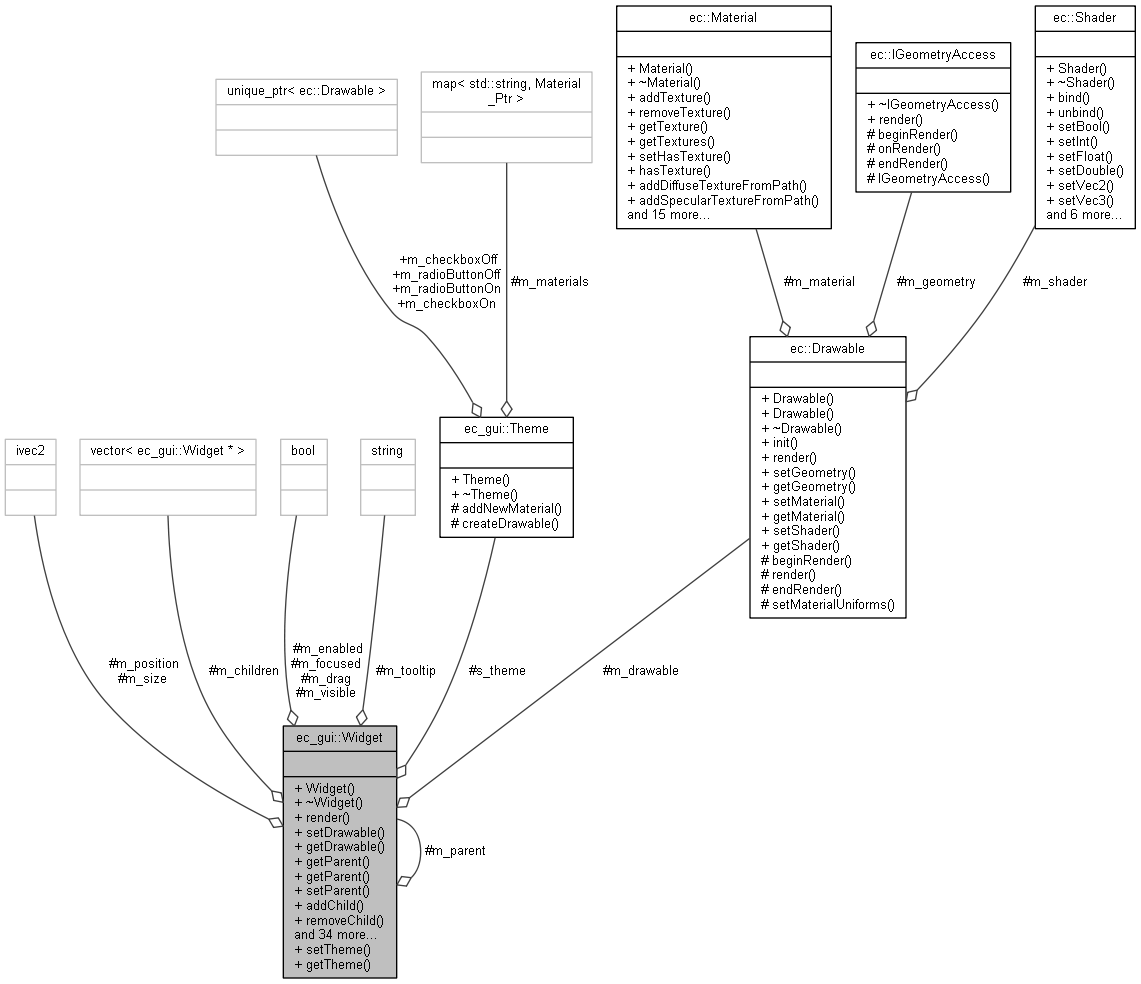 ec::Material
+ Material()
+ ~Material()
+ addTexture()
+ removeTexture()
+ getTexture()
+ getTextures()
+ setHasTexture()
+ hasTexture()
+ addDiffuseTextureFromPath()
+ addSpecularTextureFromPath()
and 15 more...
ec::IGeometryAccess
+ ~IGeometryAccess()
+ render()
# beginRender()
# onRender()
# endRender()
# IGeometryAccess()
ec::Shader
+ Shader()
+ ~Shader()
+ bind()
+ unbind()
+ setBool()
+ setInt()
+ setFloat()
+ setDouble()
+ setVec2()
+ setVec3()
and 6 more...
unique_ptr< ec::Drawable >
map< std::string, Material
_Ptr >
+m_checkboxOff
+m_radioButtonOff
+m_radioButtonOn
+m_checkboxOn
#m_materials
#m_material
#m_geometry
#m_shader
ec::Drawable
+ Drawable()
+ Drawable()
+ ~Drawable()
+ init()
+ render()
+ setGeometry()
+ getGeometry()
+ setMaterial()
+ getMaterial()
+ setShader()
+ getShader()
# beginRender()
# render()
# endRender()
# setMaterialUniforms()
ivec2
vector< ec_gui::Widget * >
bool
string
ec_gui::Theme
+ Theme()
+ ~Theme()
# addNewMaterial()
# createDrawable()
#m_position
#m_size
#m_children
#m_enabled
#m_focused
#m_drag
#m_visible
#m_tooltip
#s_theme
#m_drawable
ec_gui::Widget
+ Widget()
+ ~Widget()
+ render()
+ setDrawable()
+ getDrawable()
+ getParent()
+ getParent()
+ setParent()
+ addChild()
+ removeChild()
and 34 more...
+ setTheme()
+ getTheme()
#m_parent